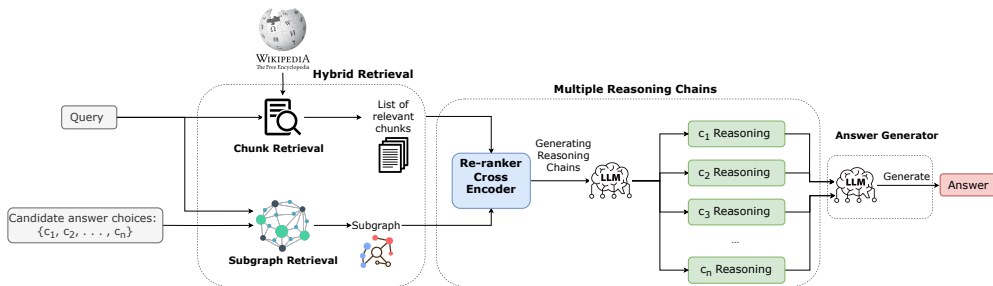 WIKIPEDIA
The Free Encyclopedia
Hybrid Retrieval
Query
Chunk Retrieval
List of
relevant
chunks
Candidate answer choices:
{c₁, c₂, . . . , cₙ}
Subgraph Retrieval
Subgraph
Multiple Reasoning Chains
Re-ranker
Cross
Encoder
Generating
Reasoning
Chains
LLM
c₁ Reasoning
c₂ Reasoning
c₃ Reasoning
...
cₙ Reasoning
Answer Generator
LLM
Generate
Answer